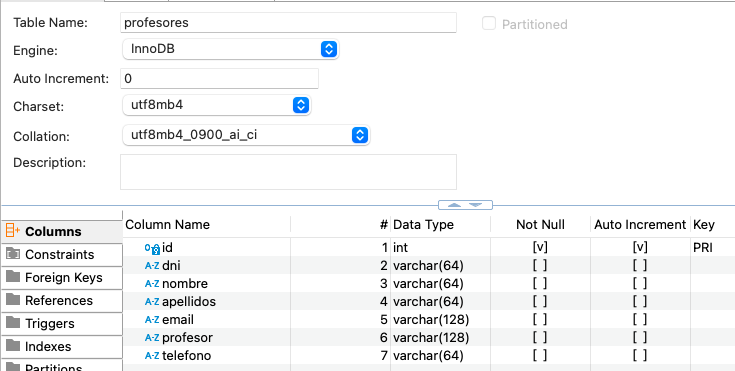 Table Name: profesores Partitioned
Engine: InnoDB
Auto Increment: 0
Charset: utf8mb4
Collation: utf8mb4_0900_ai_ci
Description:
Columns
Constraints
Foreign Keys
References
Triggers
Indexes
Partitions
Column Name # Data Type Not Null Auto Increment Key
id 1 int [v] [v] PRI
A-Z dni 2 varchar(64) [ ] [ ]
A-Z nombre 3 varchar(64) [ ] [ ]
A-Z apellidos 4 varchar(64) [ ] [ ]
A-Z email 5 varchar(128) [ ] [ ]
A-Z profesor 6 varchar(128) [ ] [ ]
A-Z telefono 7 varchar(64) [ ] [ ]